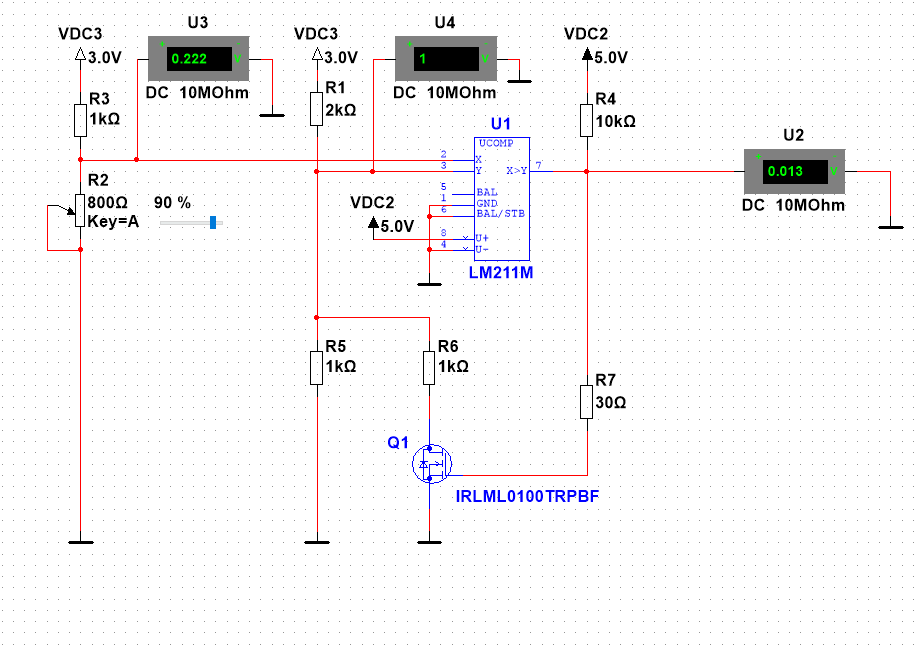 U3
U4
VDC3
VDC3
VDC2
3.0V
0.222
V
3.0V
1
V
5.0V
DC 10MOhm
DC 10MOhm
R3
1kΩ
R1
2kΩ
R4
10kΩ
U1
UCOMP
U2
2
X
3
Y
X>Y
7
0.013
V
DC 10MOhm
R2
800Ω
Key=A
90 %
5
BAL
1
GND
6
BAL/STB
VDC2
5.0V
8
U+
4
U-
LM211M
R5
1kΩ
R6
1kΩ
R7
30Ω
Q1
IRLML0100TRPBF